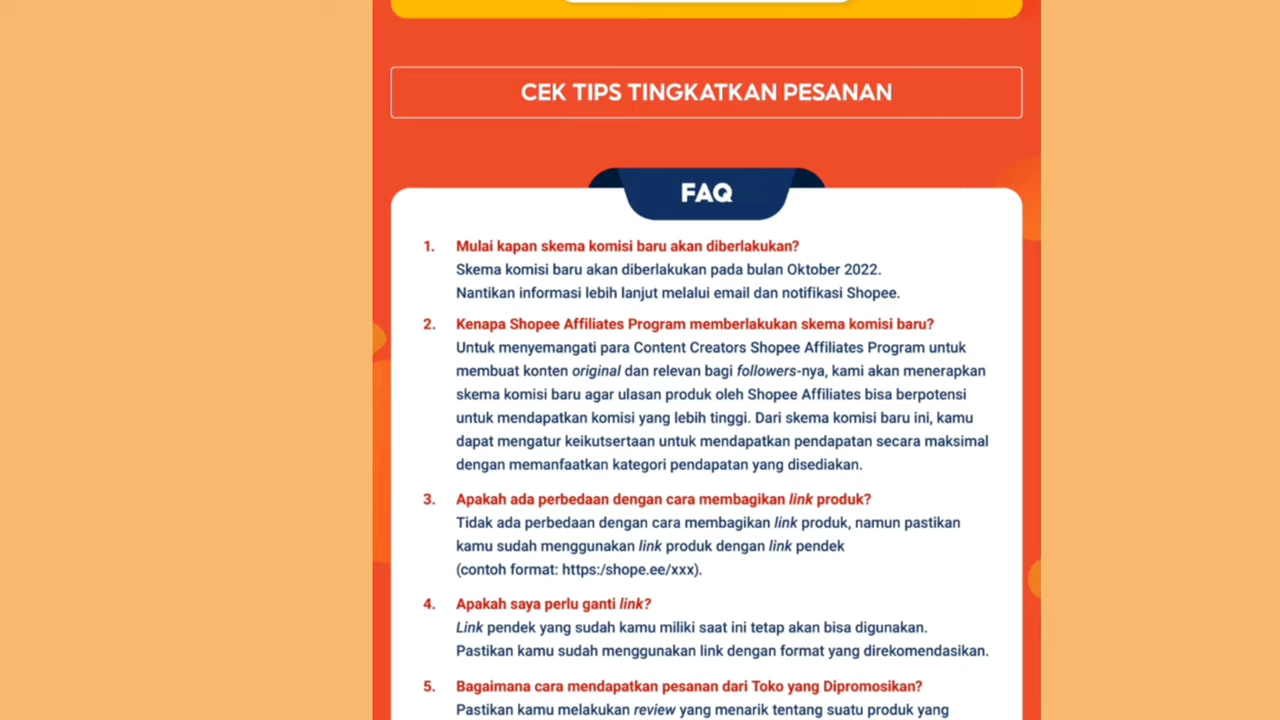 CEK TIPS TINGKATKAN PESANAN
FAQ
1. Mulai kapan skema komisi baru akan diberlakukan?
Skema komisi baru akan diberlakukan pada bulan Oktober 2022.
Nantikan informasi lebih lanjut melalui email dan notifikasi Shopee.
2. Kenapa Shopee Affiliates Program memberlakukan skema komisi baru?
Untuk menyemangati para Content Creators Shopee Affiliates Program untuk
membuat konten original dan relevan bagi followers-nya, kami akan menerapkan
skema komisi baru agar ulasan produk oleh Shopee Affiliates bisa berpotensi
untuk mendapatkan komisi yang lebih tinggi. Dari skema komisi baru ini, kamu
dapat mengatur keikutsertaan untuk mendapatkan pendapatan secara maksimal
dengan memanfaatkan kategori pendapatan yang disediakan.
3. Apakah ada perbedaan dengan cara membagikan link produk?
Tidak ada perbedaan dengan cara membagikan link produk, namun pastikan
kamu sudah menggunakan link produk dengan link pendek
(contoh format: https:/shope.ee/xxx).
4. Apakah saya perlu ganti link?
Link pendek yang sudah kamu miliki saat ini tetap akan bisa digunakan.
Pastikan kamu sudah menggunakan link dengan format yang direkomendasikan.
5. Bagaimana cara mendapatkan pesanan dari Toko yang Dipromosikan?
Pastikan kamu melakukan review yang menarik tentang suatu produk yang